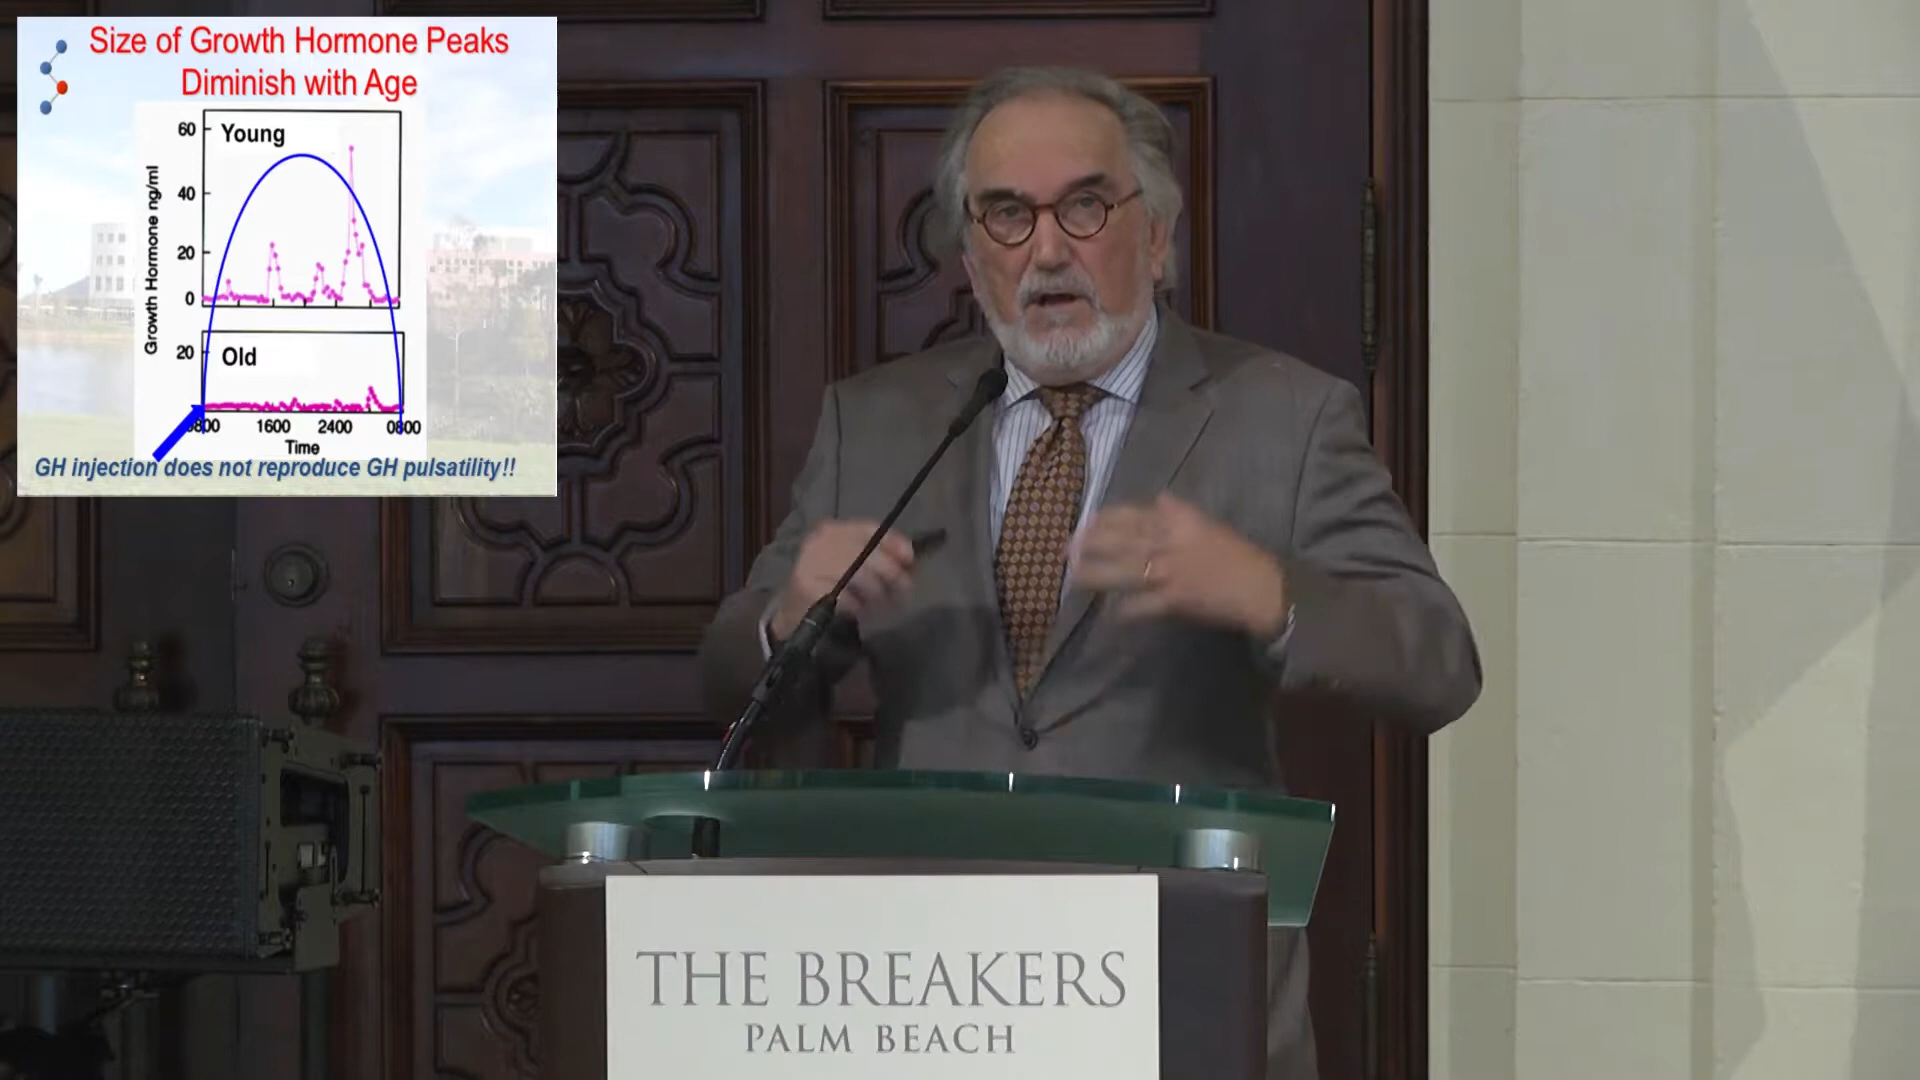 Size of Growth Hormone Peaks
Diminish with Age
Growth Hormone ng/ml
60
Young
40
20
0
20
Old
0800 1600 2400 0800
Time
GH injection does not reproduce GH pulsatility!!
THE BREAKERS
PALM BEACH